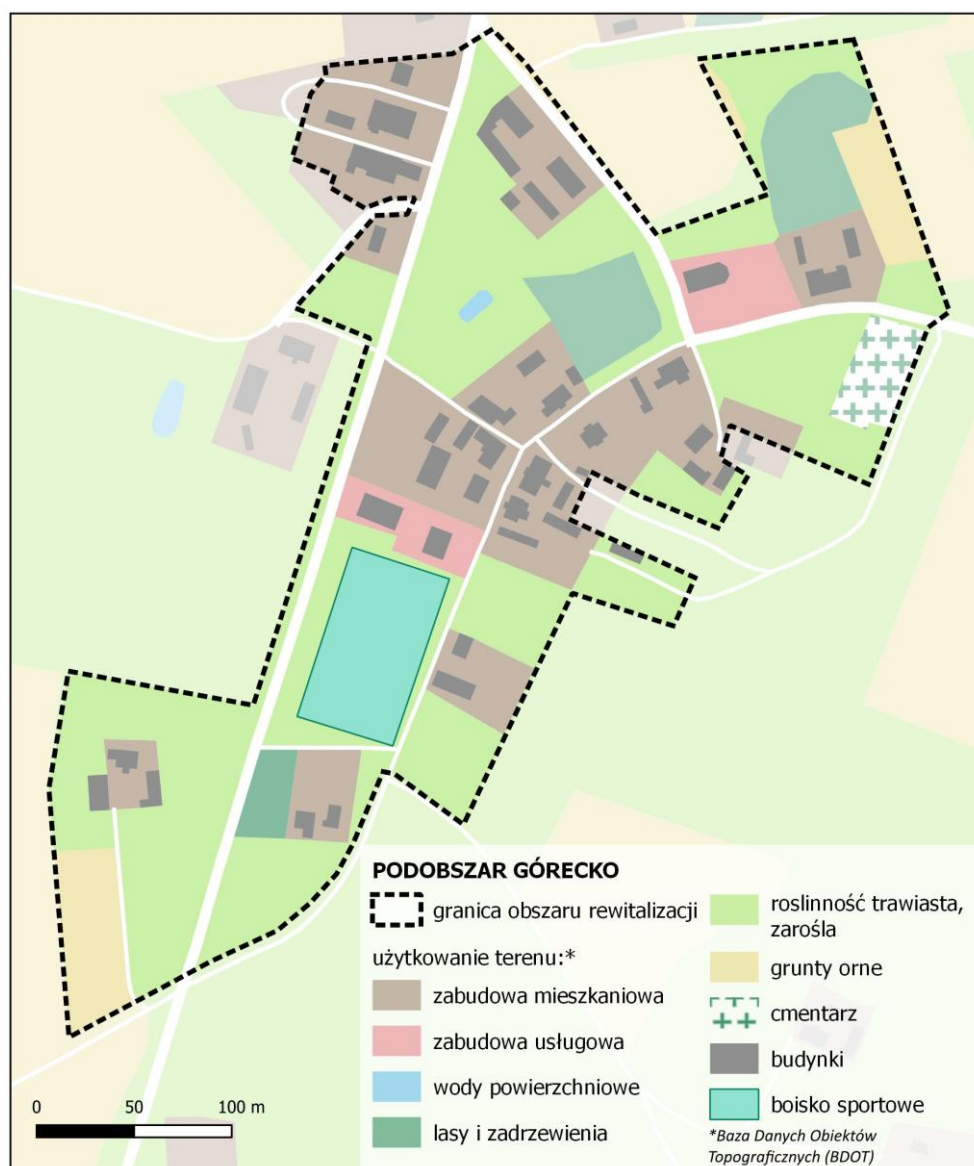 PODOBSZAR GÓRECKO
granica obszaru rewitalizacji
użytkowanie terenu:*
zabudowa mieszkaniowa
zabudowa usługowa
wody powierzchniowe
lasy i zadrzewienia
roslinność trawiasta,
zarośla
grunty orne
cmentarz
budynki
boisko sportowe
*Baza Danych Obiektów
Topograficznych (BDOT)
0 50 100 m